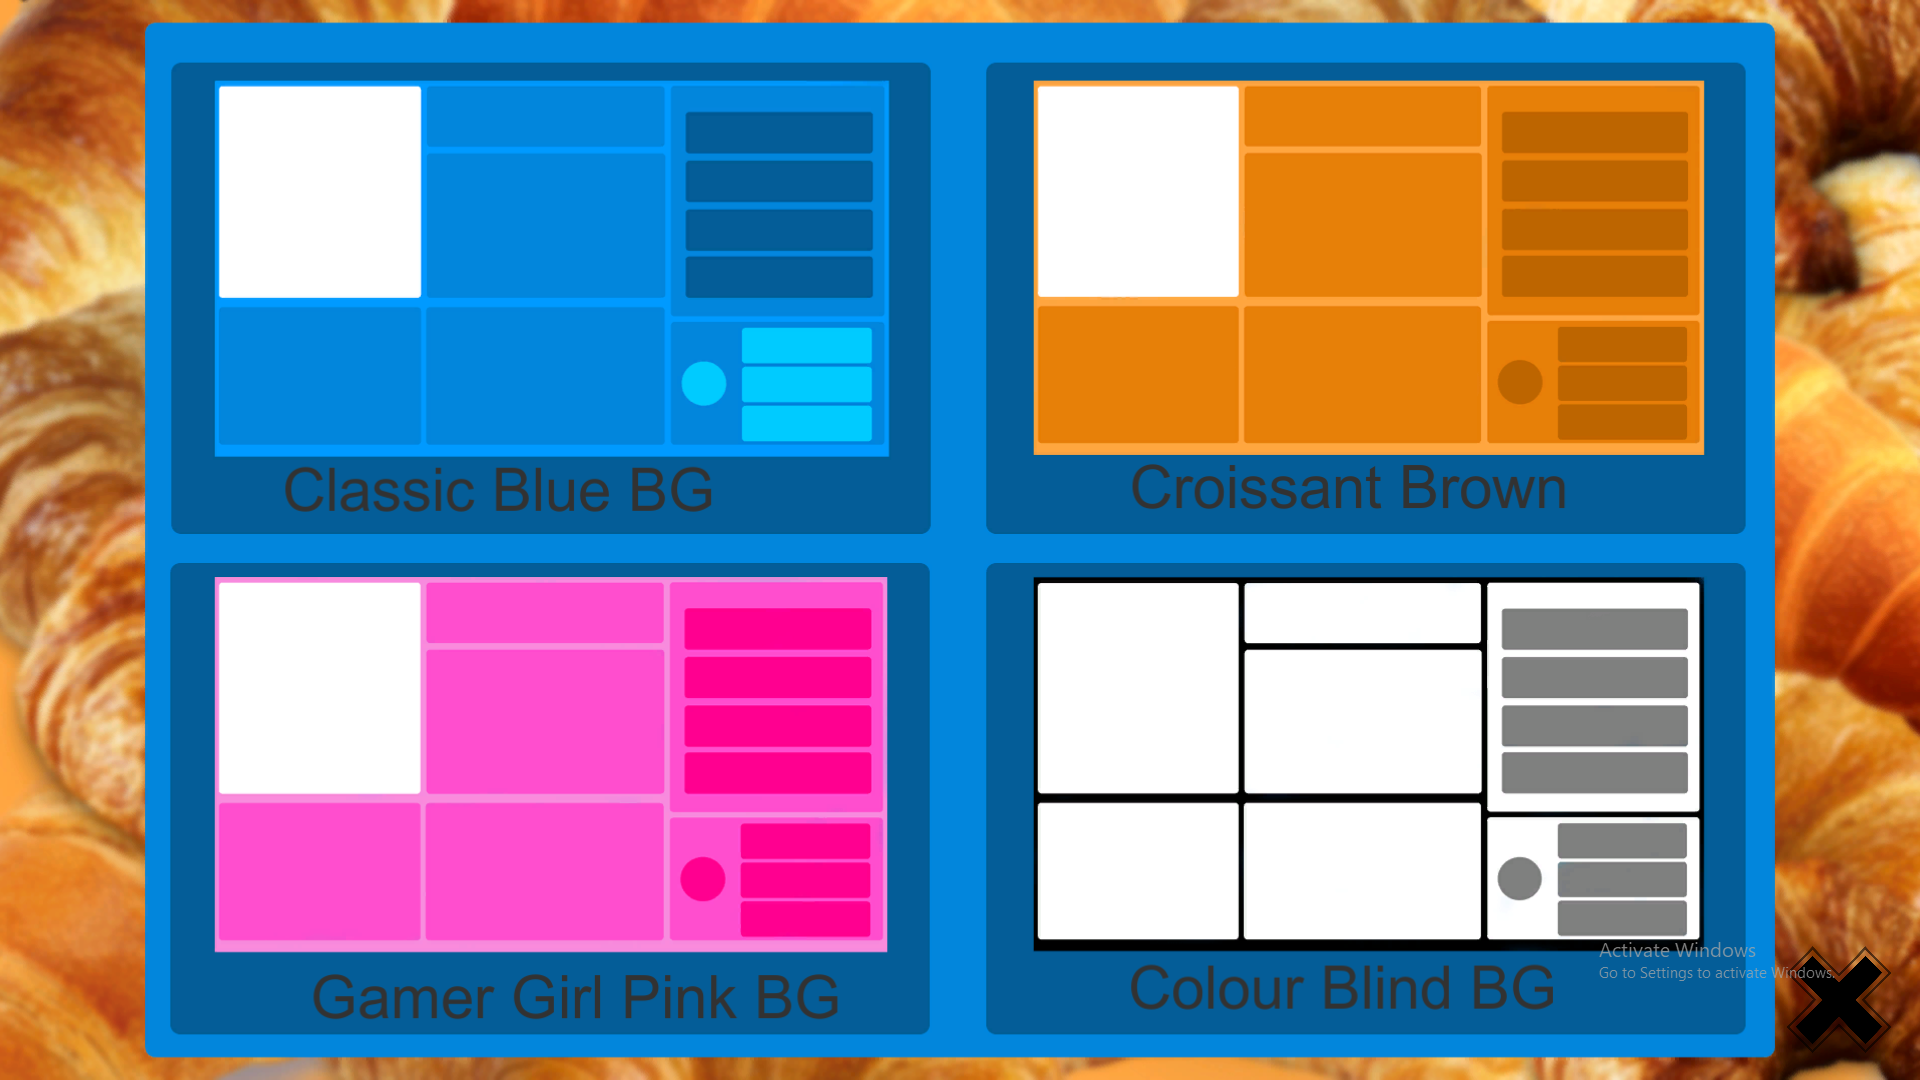 Classic Blue BG
Croissant Brown
Gamer Girl Pink BG
Colour Blind BG
Activate Windows
Go to Settings to activate Windows.